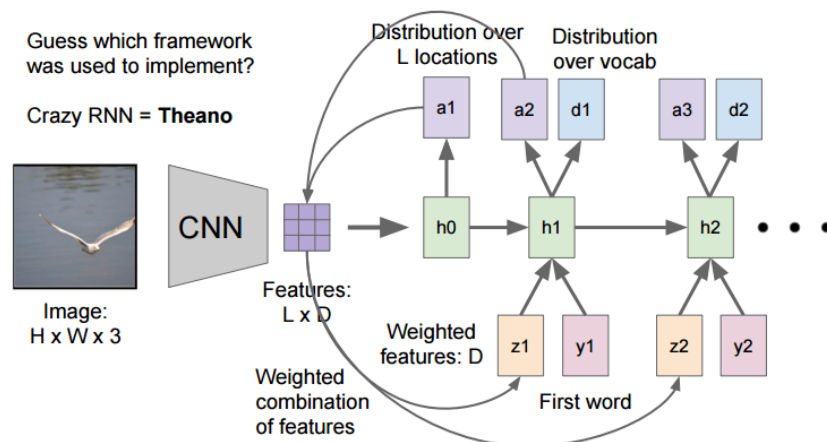 Guess which framework
was used to implement?
Crazy RNN = Theano
Distribution over
L locations
Distribution
over vocab
a1
a2
d1
a3
d2
CNN
h0
h1
h2
Image:
H x W x 3
Features:
L x D
Weighted
features: D
z1
y1
z2
y2
Weighted
combination
of features
First word